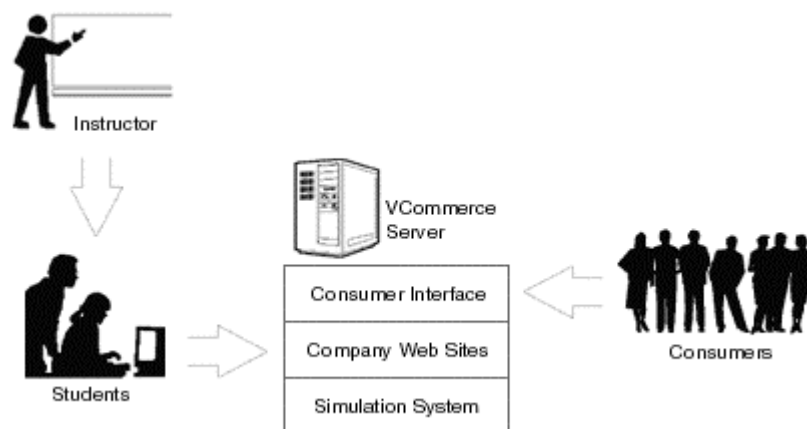 Instructor
VCommerce
Server
Consumer Interface
Company Web Sites
Simulation System
Students
Consumers